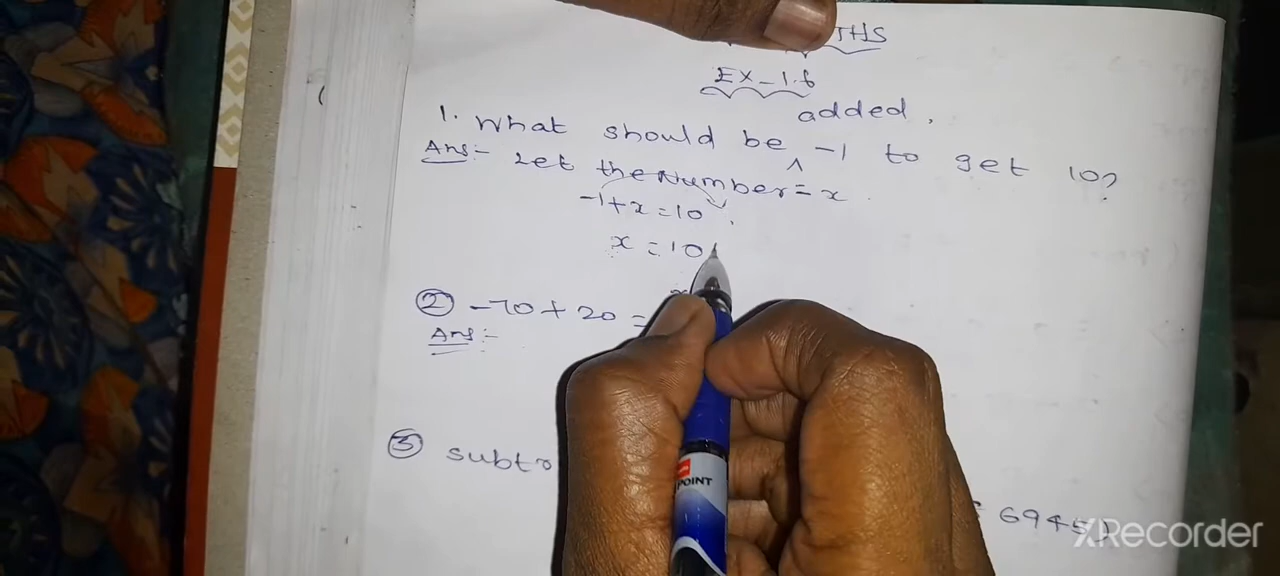 THS
EX-1.6
1. What should be added -1 to get 10?
Ans:- Let the Number = x.
-1+x=10
x=10
② -70+20=
Ans:-
③ subtr
6945)
POINT
XRecorder